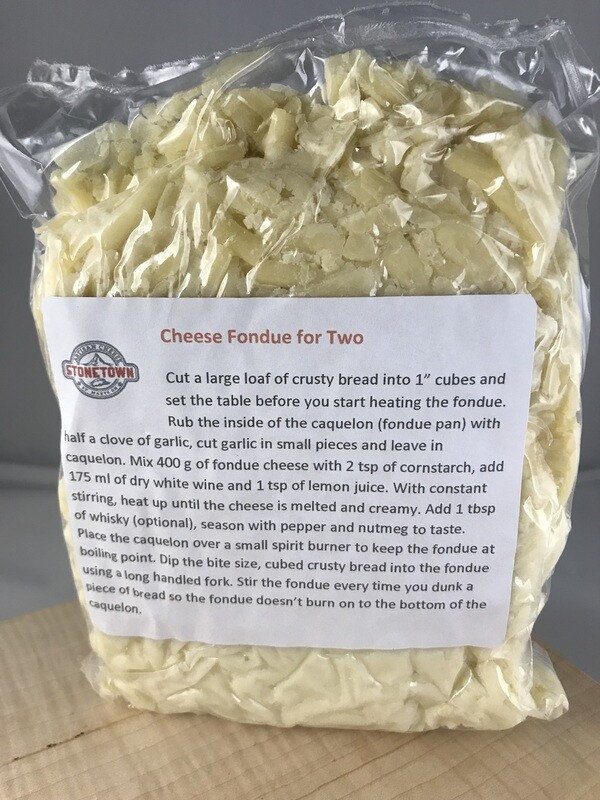 Cheese Fondue for Two
ARTISAN CHEESE
STONETOWN
ST. MARYS ON
Cut a large loaf of crusty bread into 1” cubes and
set the table before you start heating the fondue.
Rub the inside of the caquelon (fondue pan) with
half a clove of garlic, cut garlic in small pieces and leave in
caquelon. Mix 400 g of fondue cheese with 2 tsp of cornstarch, add
175 ml of dry white wine and 1 tsp of lemon juice. With constant
stirring, heat up until the cheese is melted and creamy. Add 1 tbsp
of whisky (optional), season with pepper and nutmeg to taste.
Place the caquelon over a small spirit burner to keep the fondue at
boiling point. Dip the bite size, cubed crusty bread into the fondue
using a long handled fork. Stir the fondue every time you dunk a
piece of bread so the fondue doesn’t burn on to the bottom of the
caquelon.